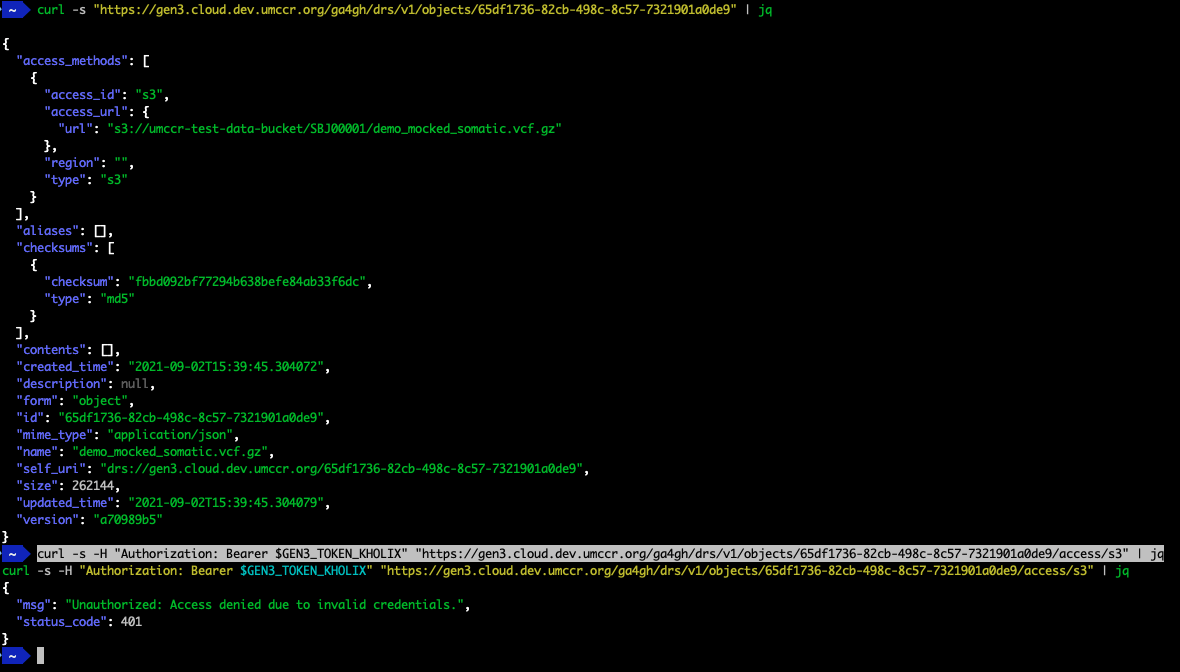 ~ curl -s "https://gen3.cloud.dev.umccr.org/ga4gh/drs/v1/objects/65df1736-82cb-498c-8c57-7321901a0de9" | jq
{
  "access_methods": [
    {
      "access_id": "s3",
      "access_url": {
        "url": "s3://umccr-test-data-bucket/SBJ00001/demo_mocked_somatic.vcf.gz"
      },
      "region": "",
      "type": "s3"
    }
  ],
  "aliases": [],
  "checksums": [
    {
      "checksum": "fbbd092bf77294b638befe84ab33f6dc",
      "type": "md5"
    }
  ],
  "contents": [],
  "created_time": "2021-09-02T15:39:45.304072",
  "description": null,
  "form": "object",
  "id": "65df1736-82cb-498c-8c57-7321901a0de9",
  "mime_type": "application/json",
  "name": "demo_mocked_somatic.vcf.gz",
  "self_uri": "drs://gen3.cloud.dev.umccr.org/65df1736-82cb-498c-8c57-7321901a0de9",
  "size": 262144,
  "updated_time": "2021-09-02T15:39:45.304079",
  "version": "a70989b5"
}
~ curl -s -H "Authorization: Bearer $GEN3_TOKEN_KHOLIX" "https://gen3.cloud.dev.umccr.org/ga4gh/drs/v1/objects/65df1736-82cb-498c-8c57-7321901a0de9/access/s3" | jq
curl -s -H "Authorization: Bearer $GEN3_TOKEN_KHOLIX" "https://gen3.cloud.dev.umccr.org/ga4gh/drs/v1/objects/65df1736-82cb-498c-8c57-7321901a0de9/access/s3" | jq
{
  "msg": "Unauthorized: Access denied due to invalid credentials.",
  "status_code": 401
}
~